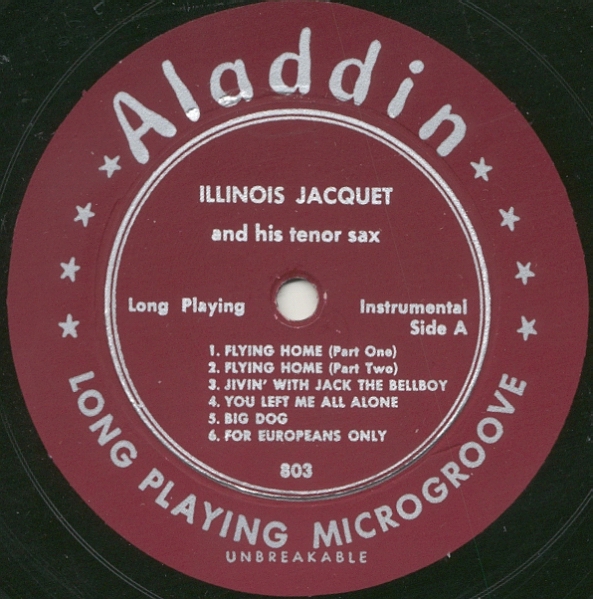 Aladdin
ILLINOIS JACQUET
and his tenor sax
Long Playing
Instrumental
Side A
1. FLYING HOME (Part One)
2. FLYING HOME (Part Two)
3. JIVIN' WITH JACK THE BELLBOY
4. YOU LEFT ME ALL ALONE
5. BIG DOG
6. FOR EUROPEANS ONLY
803
LONG PLAYING MICROGROOVE
UNBREAKABLE